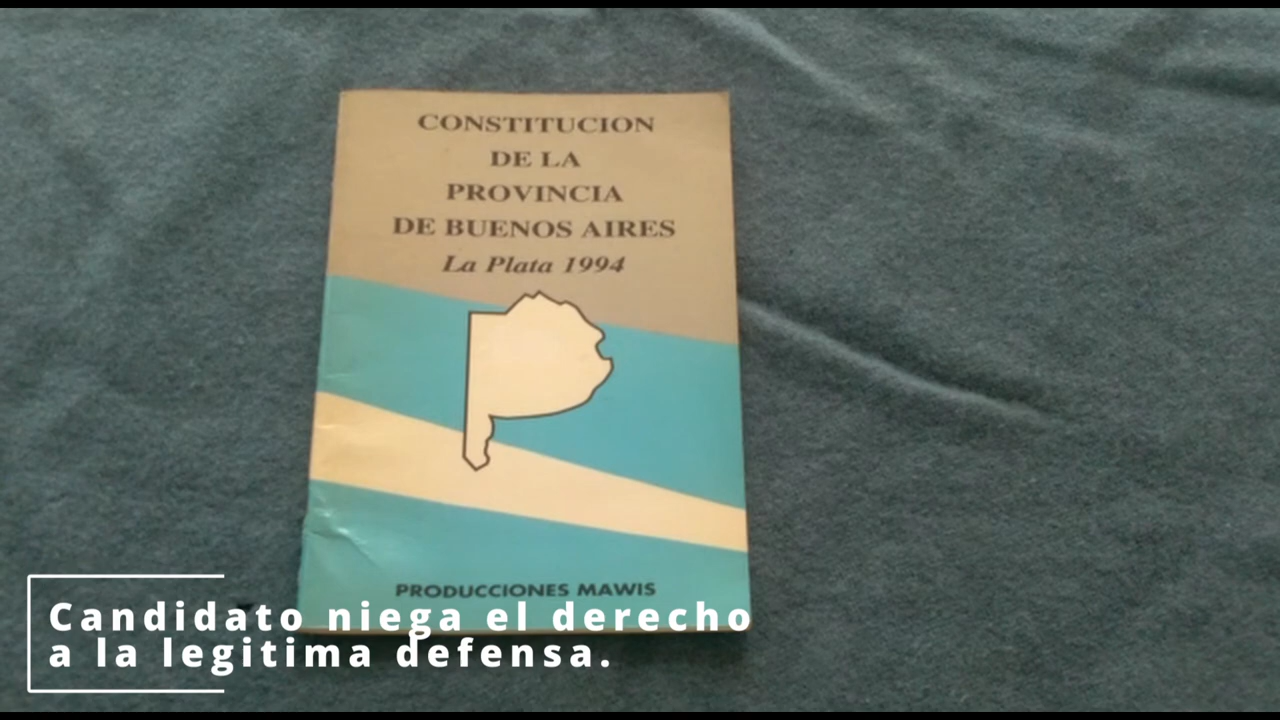 CONSTITUCION
DE LA
PROVINCIA
DE BUENOS AIRES
La Plata 1994
PRODUCCIONES MAWIS
Candidato niega el derecho
a la legitima defensa.